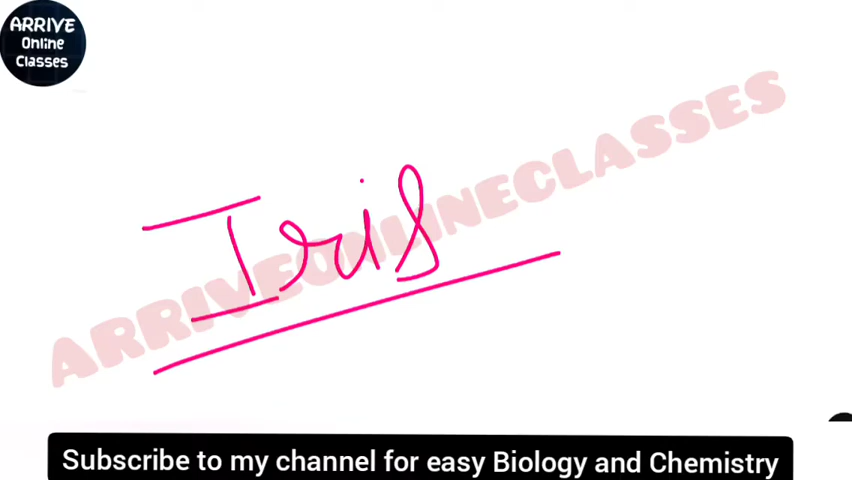 ARRIVE
Online
Classes
ARRIVEONLINECLASSES
Iris
Subscribe to my channel for easy Biology and Chemistry